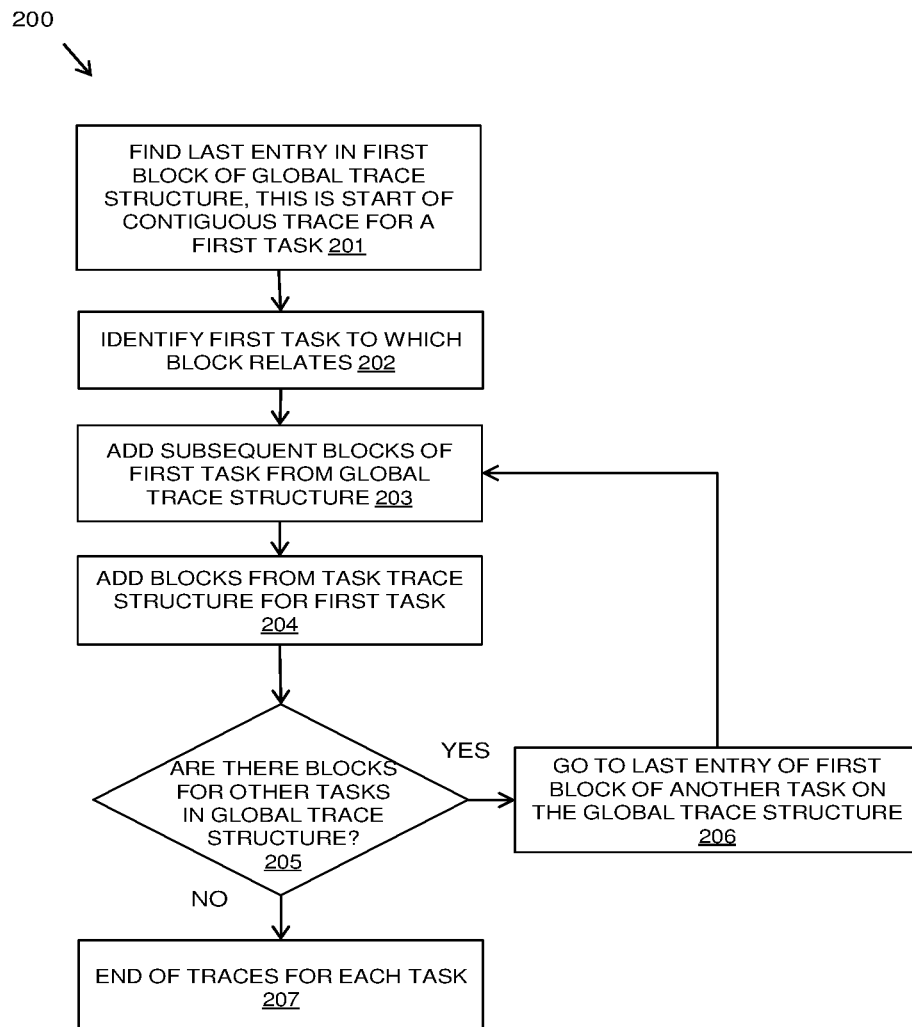 200
FIND LAST ENTRY IN FIRST
BLOCK OF GLOBAL TRACE
STRUCTURE, THIS IS START OF
CONTIGUOUS TRACE FOR A
FIRST TASK 201
IDENTIFY FIRST TASK TO WHICH
BLOCK RELATES 202
ADD SUBSEQUENT BLOCKS OF
FIRST TASK FROM GLOBAL
TRACE STRUCTURE 203
ADD BLOCKS FROM TASK TRACE
STRUCTURE FOR FIRST TASK
204
ARE THERE BLOCKS
FOR OTHER TASKS
IN GLOBAL TRACE
STRUCTURE?
205
YES
GO TO LAST ENTRY OF FIRST
BLOCK OF ANOTHER TASK ON
THE GLOBAL TRACE STRUCTURE
206
NO
END OF TRACES FOR EACH TASK
207